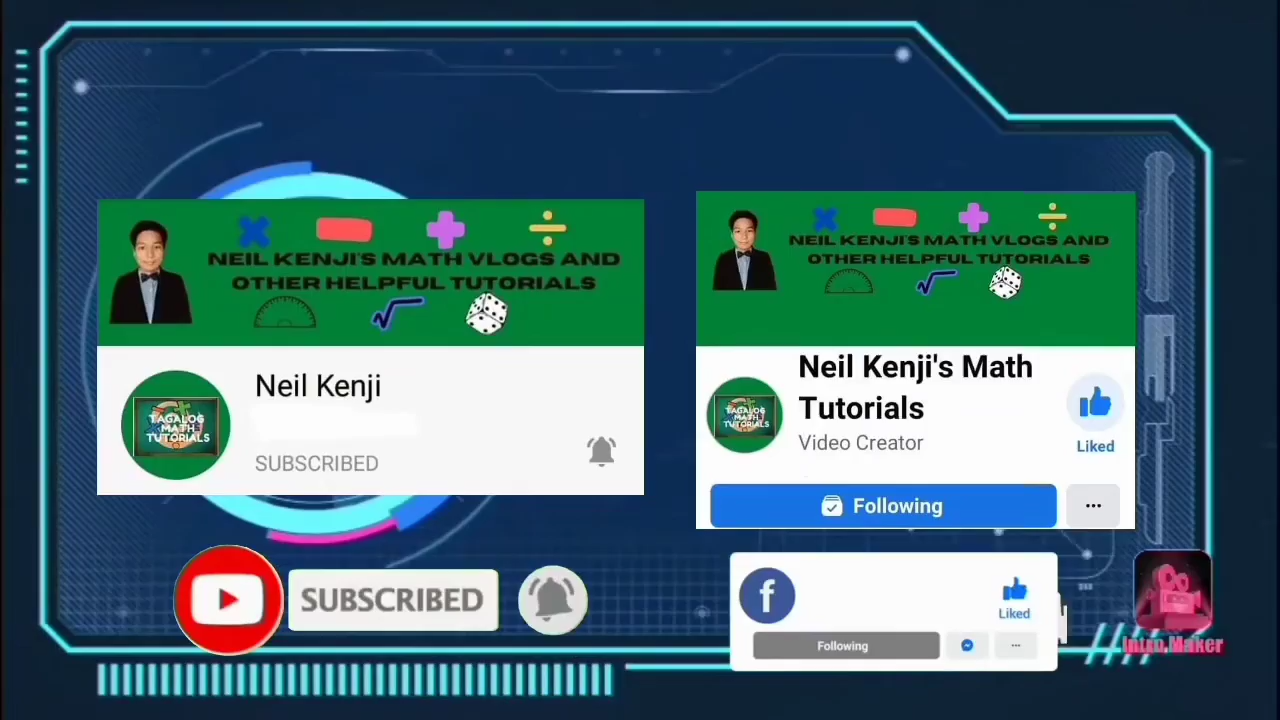 NEIL KENJI'S MATH VLOGS AND
OTHER HELPFUL TUTORIALS
Neil Kenji
TAGALOG
MATH
TUTORIALS
SUBSCRIBED
SUBSCRIBED
NEIL KENJI'S MATH VLOGS AND
OTHER HELPFUL TUTORIALS
Neil Kenji's Math
Tutorials
TAGALOG
MATH
TUTORIALS
Video Creator
Liked
Following
f
Liked
Following
Intro Maker